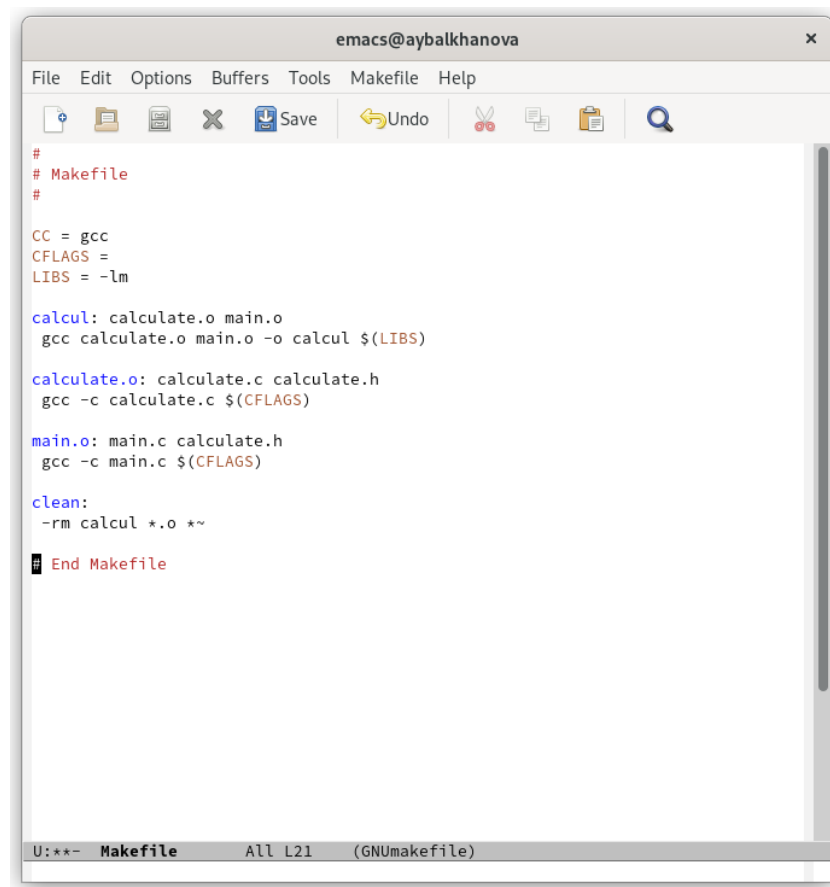 emacs@aybalkhanova ×
File Edit Options Buffers Tools Makefile Help
Save Undo
#
# Makefile
#
CC = gcc
CFLAGS =
LIBS = -lm
calcul: calculate.o main.o
 gcc calculate.o main.o -o calcul $(LIBS)
calculate.o: calculate.c calculate.h
 gcc -c calculate.c $(CFLAGS)
main.o: main.c calculate.h
 gcc -c main.c $(CFLAGS)
clean:
 -rm calcul *.o *~
# End Makefile
U:**- Makefile All L21 (GNUmakefile)